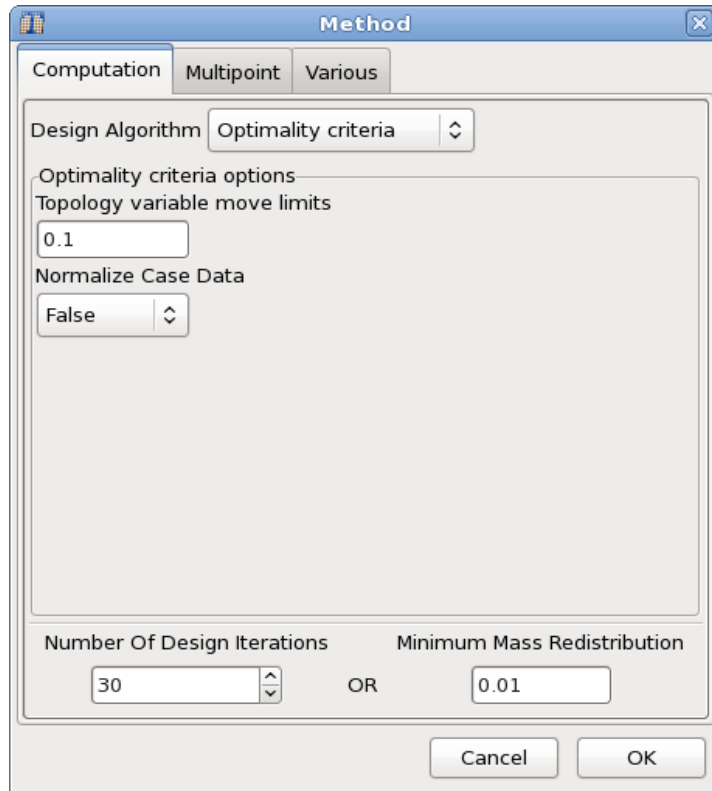 Method
Computation Multipoint Various
Design Algorithm Optimality criteria
Optimality criteria options
Topology variable move limits
0.1
Normalize Case Data
False
Number Of Design Iterations Minimum Mass Redistribution
30 OR 0.01
Cancel OK